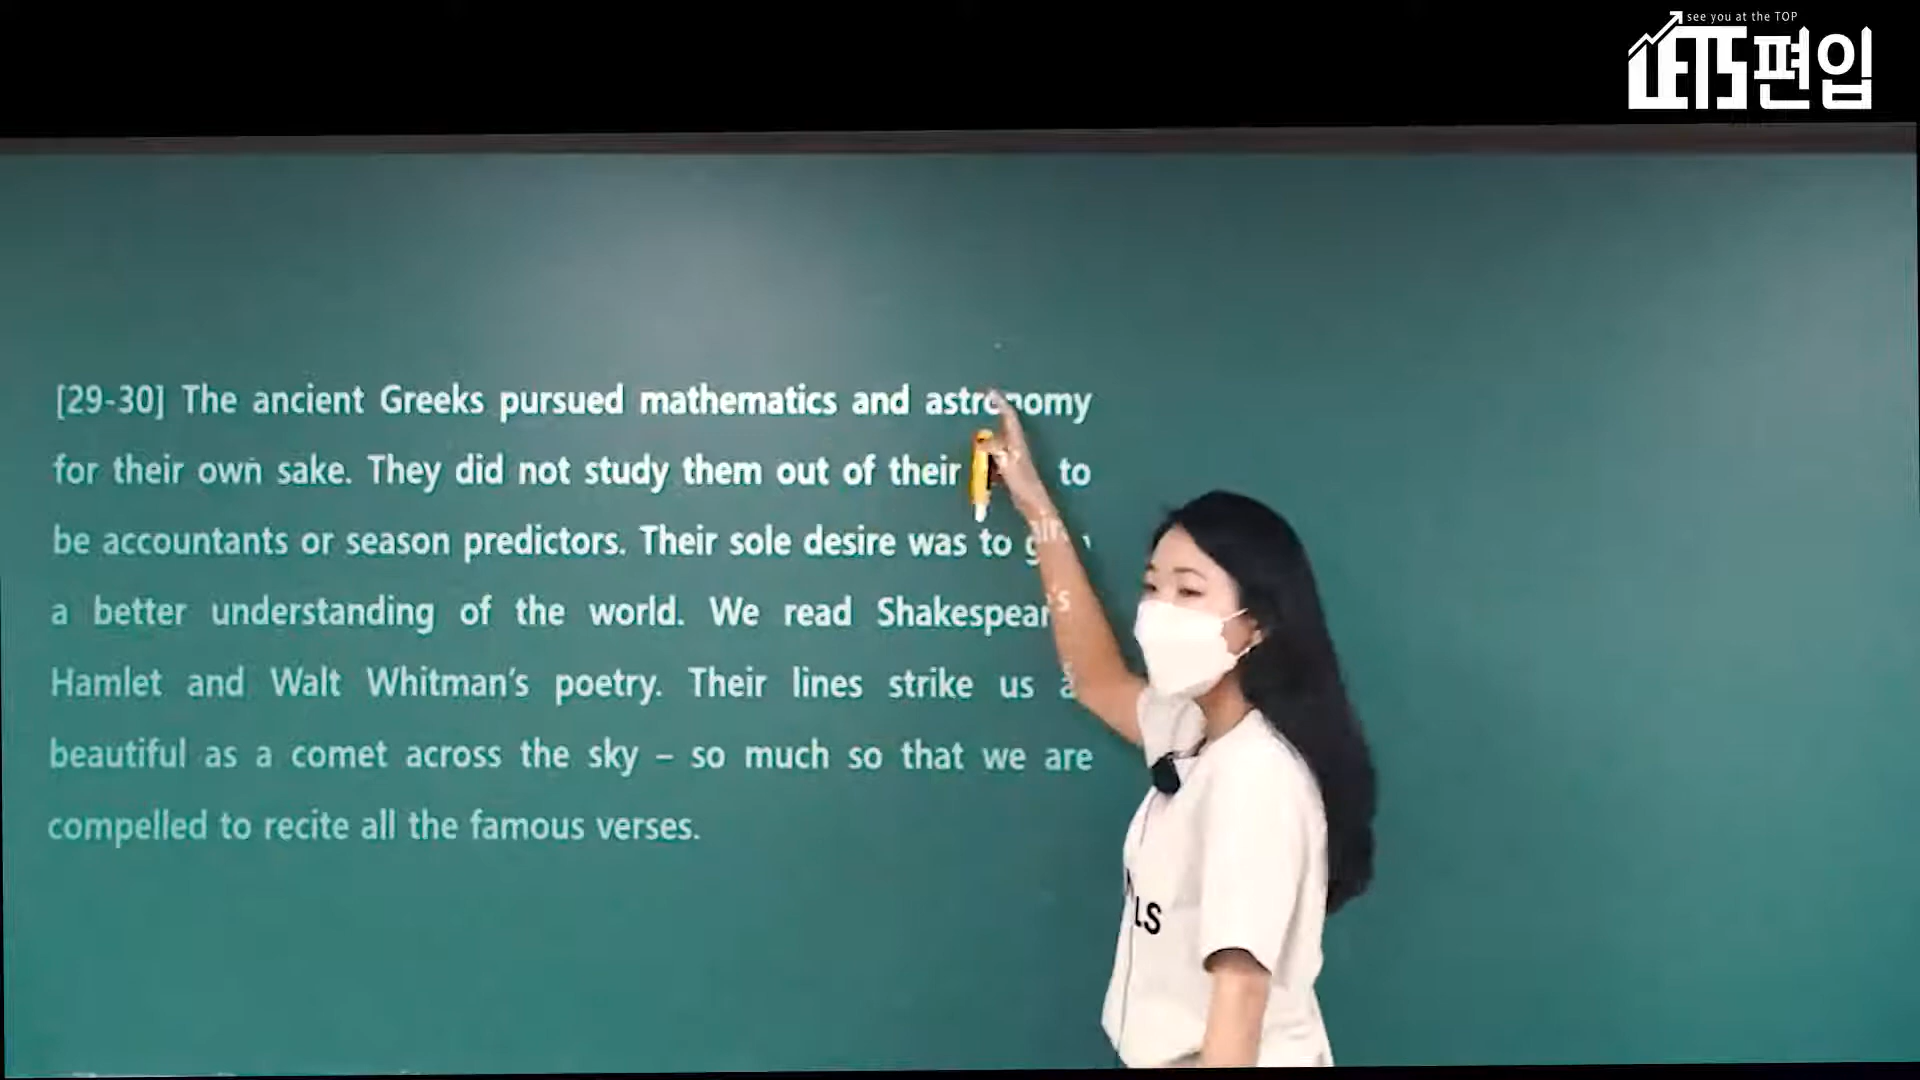 see you at the TOP
LETS편입
[29-30] The ancient Greeks pursued mathematics and astronomy
for their own sake. They did not study them out of their to
be accountants or season predictors. Their sole desire was to
a better understanding of the world. We read Shakespeare's
Hamlet and Walt Whitman's poetry. Their lines strike us
beautiful as a comet across the sky – so much so that we are
compelled to recite all the famous verses.
LS